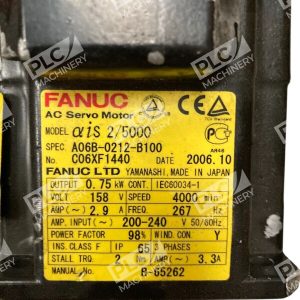 FANUC
AC Servo Motor
MODEL αiS 2/5000
SPEC. A06B-0212-B100
No. C06XF1440 2006.10
FANUC LTD YAMANASHI, MADE IN JAPAN
OUTPUT 0.75 kW CONT. IEC60034-1
VOLT 158 V SPEED 4000 min⁻¹
AMP(~) 2.9 A FREQ. 267 Hz
AMP. INPUT (~) 200-240 V 50/60Hz
POWER FACTOR 98% WIND. CON. Y
INS. CLASS F IP 65 3 PHASES
STALL TRQ. 2 Nm AMP(~) 3.3A
MANUAL No. B-65262
PLC
MACHINERY